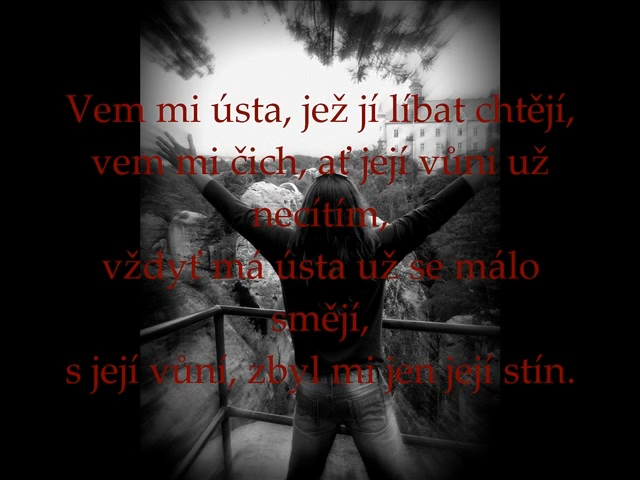 Vem mi ústa, jež jí líbat chtějí,
vem mi čich, ať její vůni už
necítím,
vždyť má ústa už se málo
smějí,
s její vůní, zbyl mi jen její stín.